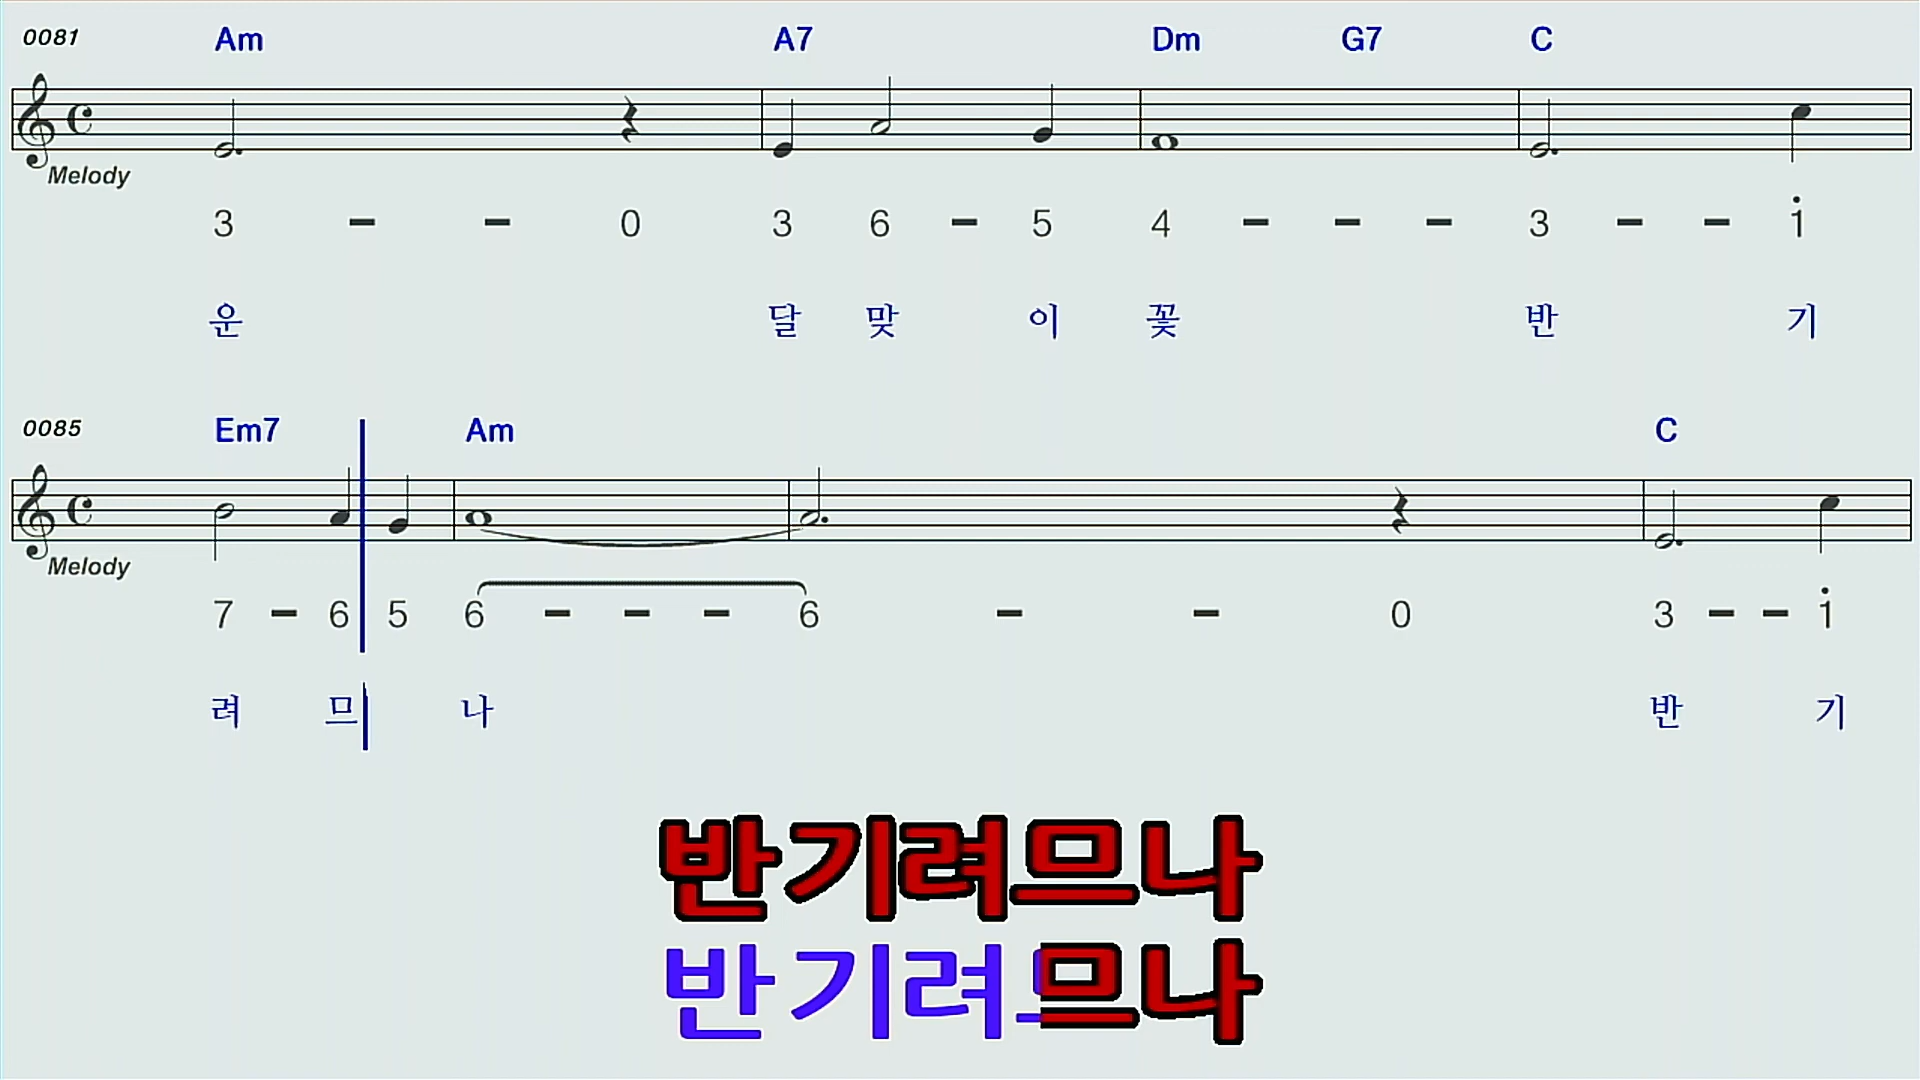 0081 Am A7 Dm G7 C
Melody
3 - - 0 3 6 - 5 4 - - - 3 - - 1̇
운 달 맞 이 꽃 반 기
0085 Em7 Am C
Melody
7 - 6 5 6 - - - 6 - - 0 3 - - 1̇
려 므 나 반 기
반기려므나
반기려므나